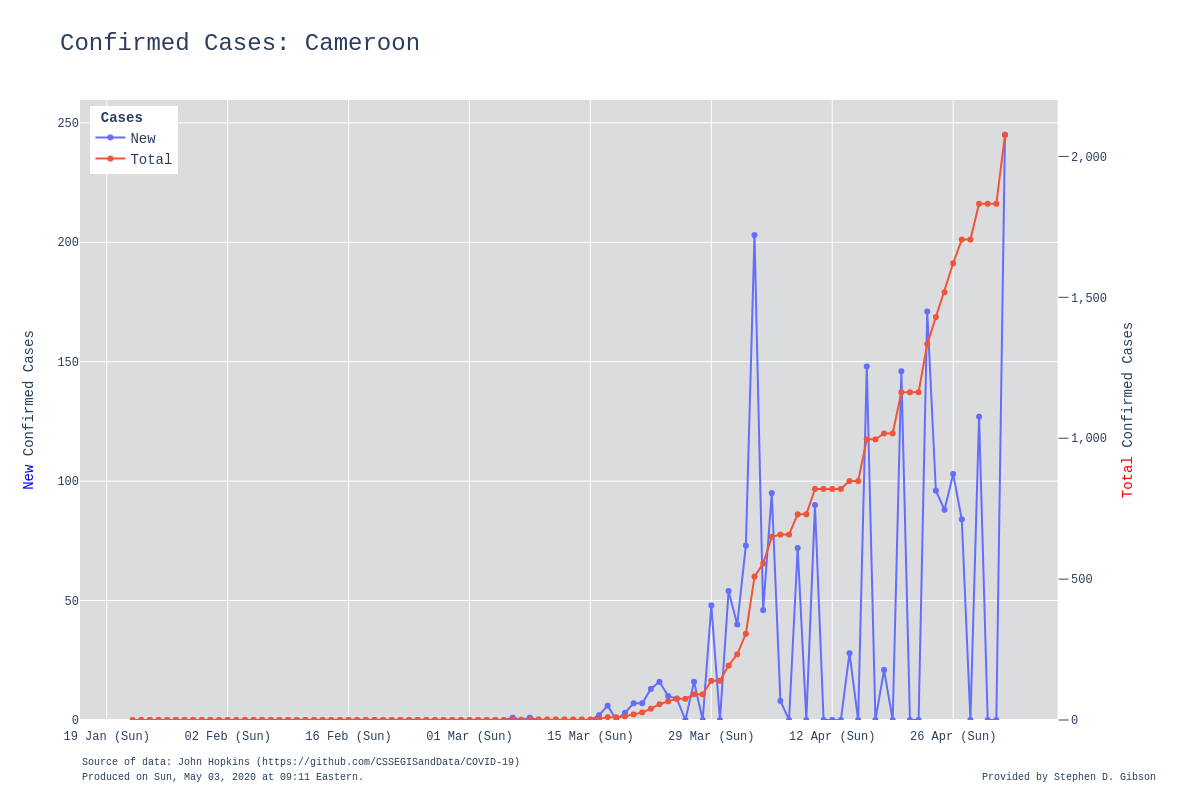 Confirmed Cases: Cameroon
Cases
New
Total
250
200
150
100
50
0
2,000
1,500
1,000
500
0
New Confirmed Cases
Total Confirmed Cases
19 Jan (Sun)
02 Feb (Sun)
16 Feb (Sun)
01 Mar (Sun)
15 Mar (Sun)
29 Mar (Sun)
12 Apr (Sun)
26 Apr (Sun)
Source of data: John Hopkins (https://github.com/CSSEGISandData/COVID-19)
Produced on Sun, May 03, 2020 at 09:11 Eastern.
Provided by Stephen D. Gibson